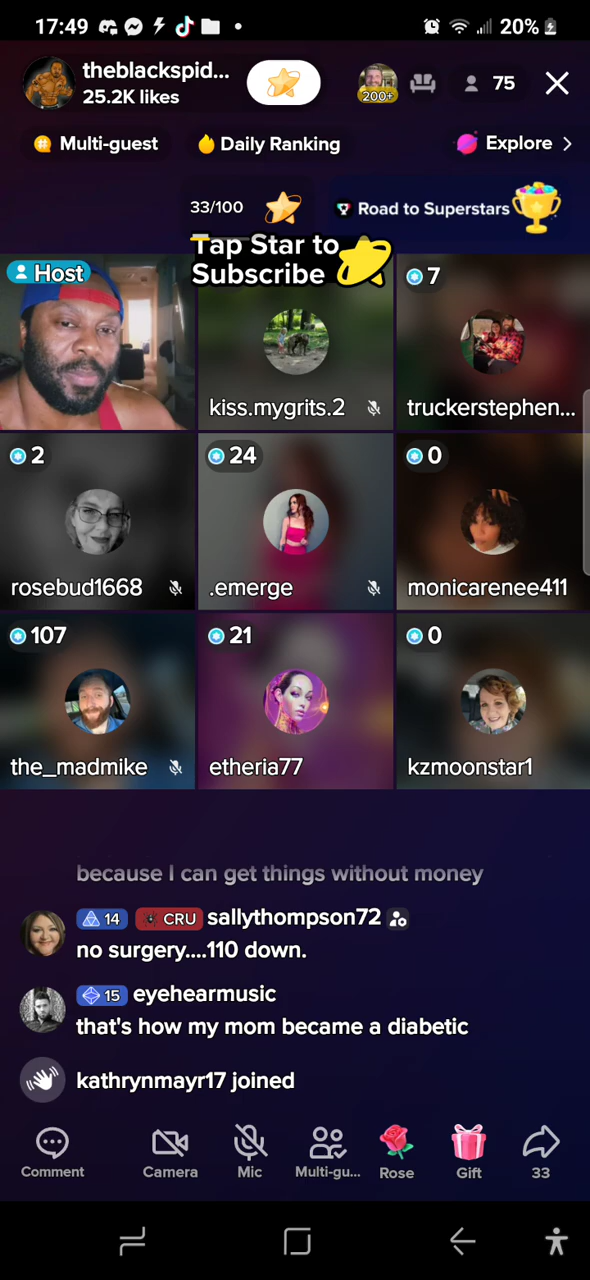 17:49
20%
theblackspid...
25.2K likes
200+
75
Multi-guest
Daily Ranking
Explore >
33/100
Road to Superstars
Tap Star to
Subscribe
Host
7
kiss.mygrits.2
truckerstephen...
2
24
0
rosebud1668
.emerge
monicarenee411
107
21
0
the_madmike
etheria77
kzmoonstar1
because I can get things without money
14 CRU sallythompson72
no surgery....110 down.
15 eyehearmusic
that's how my mom became a diabetic
kathrynmayr17 joined
Comment
Camera
Mic
Multi-gu...
Rose
Gift
33